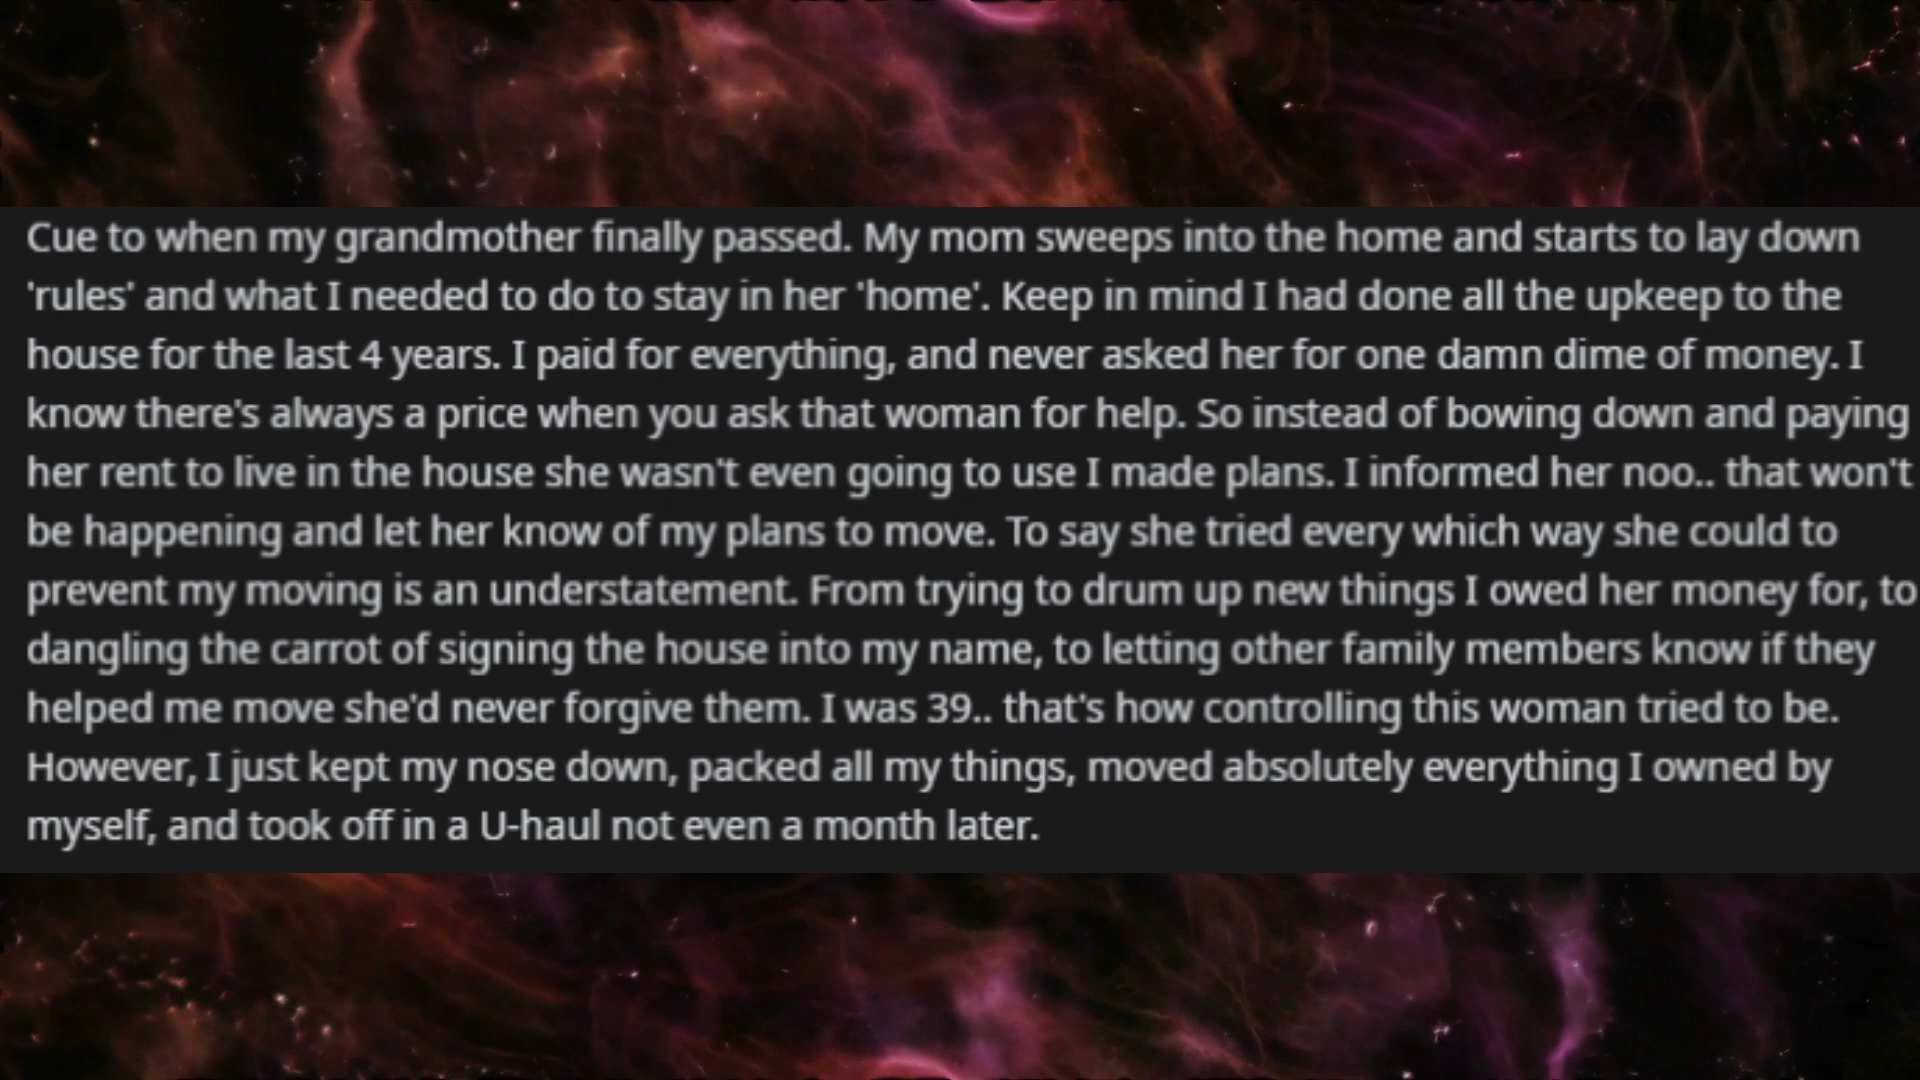 Cue to when my grandmother finally passed. My mom sweeps into the home and starts to lay down
'rules' and what I needed to do to stay in her 'home'. Keep in mind I had done all the upkeep to the
house for the last 4 years. I paid for everything, and never asked her for one damn dime of money. I
know there's always a price when you ask that woman for help. So instead of bowing down and paying
her rent to live in the house she wasn't even going to use I made plans. I informed her noo.. that won't
be happening and let her know of my plans to move. To say she tried every which way she could to
prevent my moving is an understatement. From trying to drum up new things I owed her money for, to
dangling the carrot of signing the house into my name, to letting other family members know if they
helped me move she'd never forgive them. I was 39.. that's how controlling this woman tried to be.
However, I just kept my nose down, packed all my things, moved absolutely everything I owned by
myself, and took off in a U-haul not even a month later.